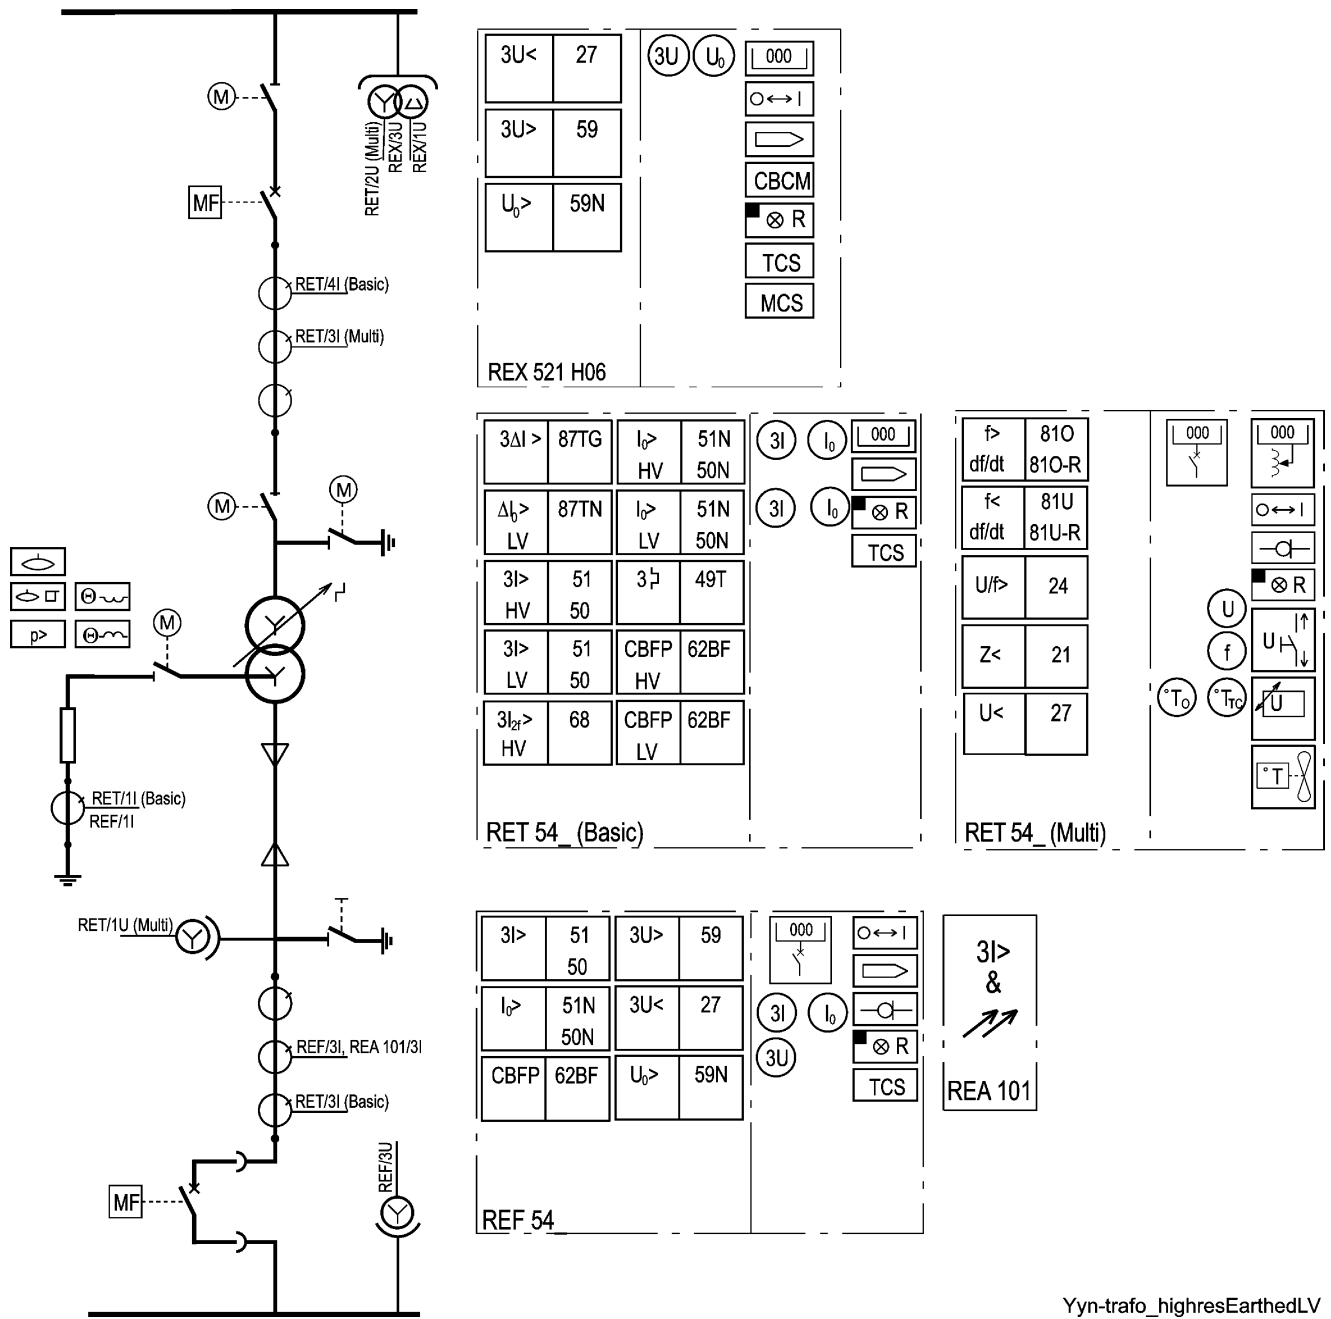 M
MF
RET/2U (Multi)
REX/3U
REX/1U
RET/4I (Basic)
RET/3I (Multi)
M
M
p>
Θ
Θ
M
RET/1I (Basic)
REF/1I
RET/1U (Multi)
REF/3I, REA 101/3I
RET/3I (Basic)
MF
REF/3U
3U< 27
3U> 59
U₀> 59N
3U U₀
000
O↔I
CBCM
⊗ R
TCS
MCS
REX 521 H06
3ΔI > 87TG I₀> 51N
HV 50N
ΔI₀> 87TN I₀> 51N
LV LV 50N
3I> 51 3 49T
HV 50
3I> 51 CBFP 62BF
LV 50 HV
3I2f> 68 CBFP 62BF
HV LV
3I I₀
3I I₀
000
⊗ R
TCS
RET 54_ (Basic)
f> 81O
df/dt 81O-R
f< 81U
df/dt 81U-R
U/f> 24
Z< 21
U< 27
000 000
O↔I
⊗ R
U
f
U
°TO °TTC
U
°T
RET 54_ (Multi)
3I> 51 3U> 59
50
I₀> 51N 3U< 27
50N
CBFP 62BF U₀> 59N
000
O↔I
3I I₀
3U
⊗ R
TCS
REF 54_
3I>
&
REA 101
Yyn-trafo_highresEarthedLV